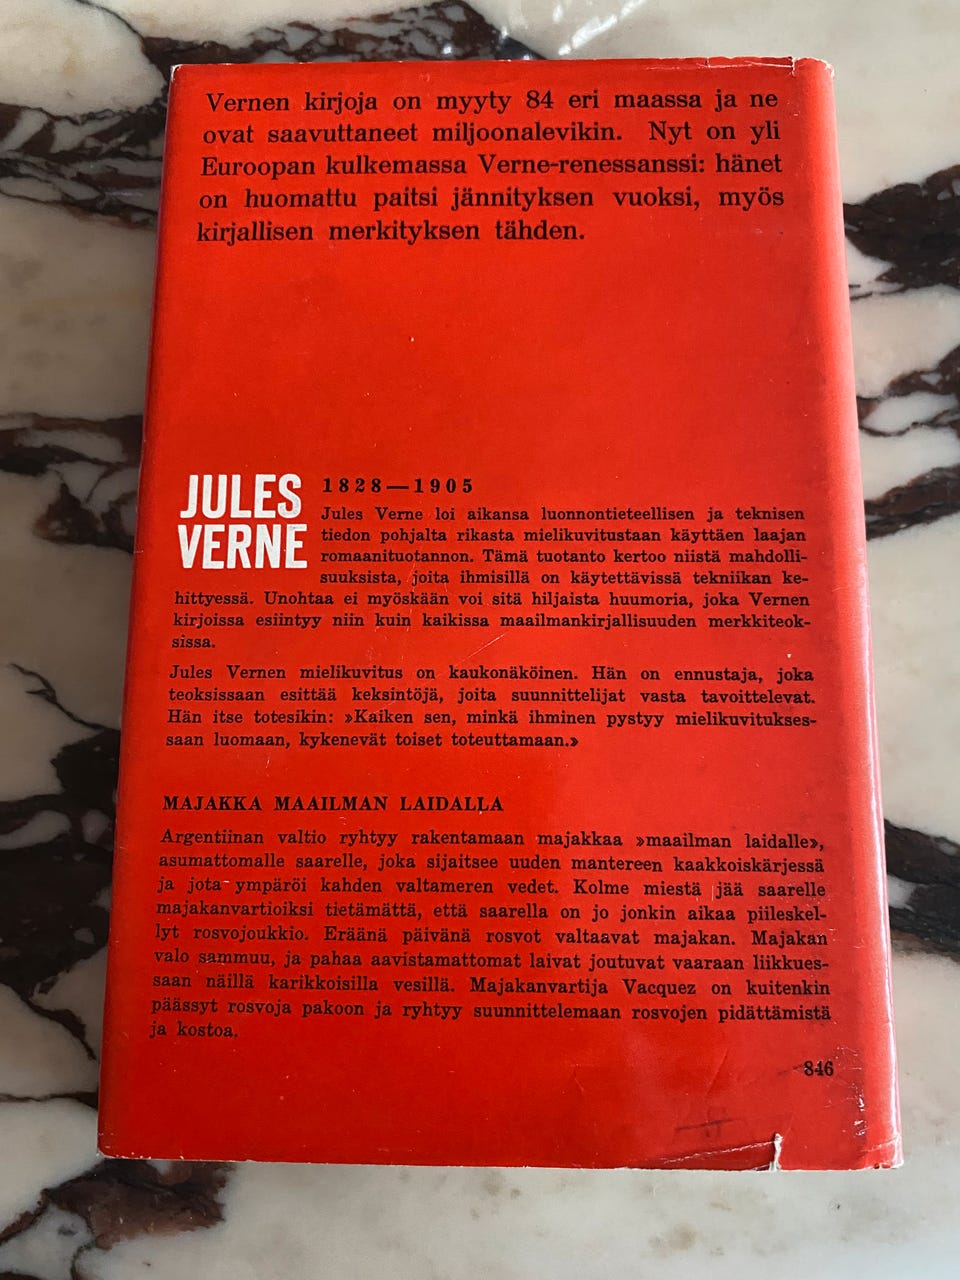 Vernen kirjoja on myyty 84 eri maassa ja ne
ovat saavuttaneet miljoonalevikin. Nyt on yli
Euroopan kulkemassa Verne-renessanssi: hänet
on huomattu paitsi jännityksen vuoksi, myös
kirjallisen merkityksen tähden.
JULES
VERNE
1828—1905
Jules Verne loi aikansa luonnontieteellisen ja teknisen
tiedon pohjalta rikasta mielikuvitustaan käyttäen laajan
romaanituotannon. Tämä tuotanto kertoo niistä mahdolli-
suuksista, joita ihmisillä on käytettävissä tekniikan ke-
hittyessä. Unohtaa ei myöskään voi sitä hiljaista huumoria, joka Vernen
kirjoissa esiintyy niin kuin kaikissa maailmankirjallisuuden merkkiteok-
sissa.
Jules Vernen mielikuvitus on kaukonäköinen. Hän on ennustaja, joka
teoksissaan esittää keksintöjä, joita suunnittelijat vasta tavoittelevat.
Hän itse totesikin: »Kaiken sen, minkä ihminen pystyy mielikuvitukses-
saan luomaan, kykenevät toiset toteuttamaan.»
MAJAKKA MAAILMAN LAIDALLA
Argentiinan valtio ryhtyy rakentamaan majakkaa »maailman laidalle»,
asumattomalle saarelle, joka sijaitsee uuden mantereen kaakkoiskärjessä
ja jota ympäröi kahden valtameren vedet. Kolme miestä jää saarelle
majakanvartioiksi tietämättä, että saarella on jo jonkin aikaa piileskel-
lyt rosvojoukkio. Eräänä päivänä rosvot valtaavat majakan. Majakan
valo sammuu, ja pahaa aavistamattomat laivat joutuvat vaaraan liikkues-
saan näillä karikkoisilla vesillä. Majakanvartija Vacquez on kuitenkin
päässyt rosvoja pakoon ja ryhtyy suunnittelemaan rosvojen pidättämistä
ja kostoa.
846